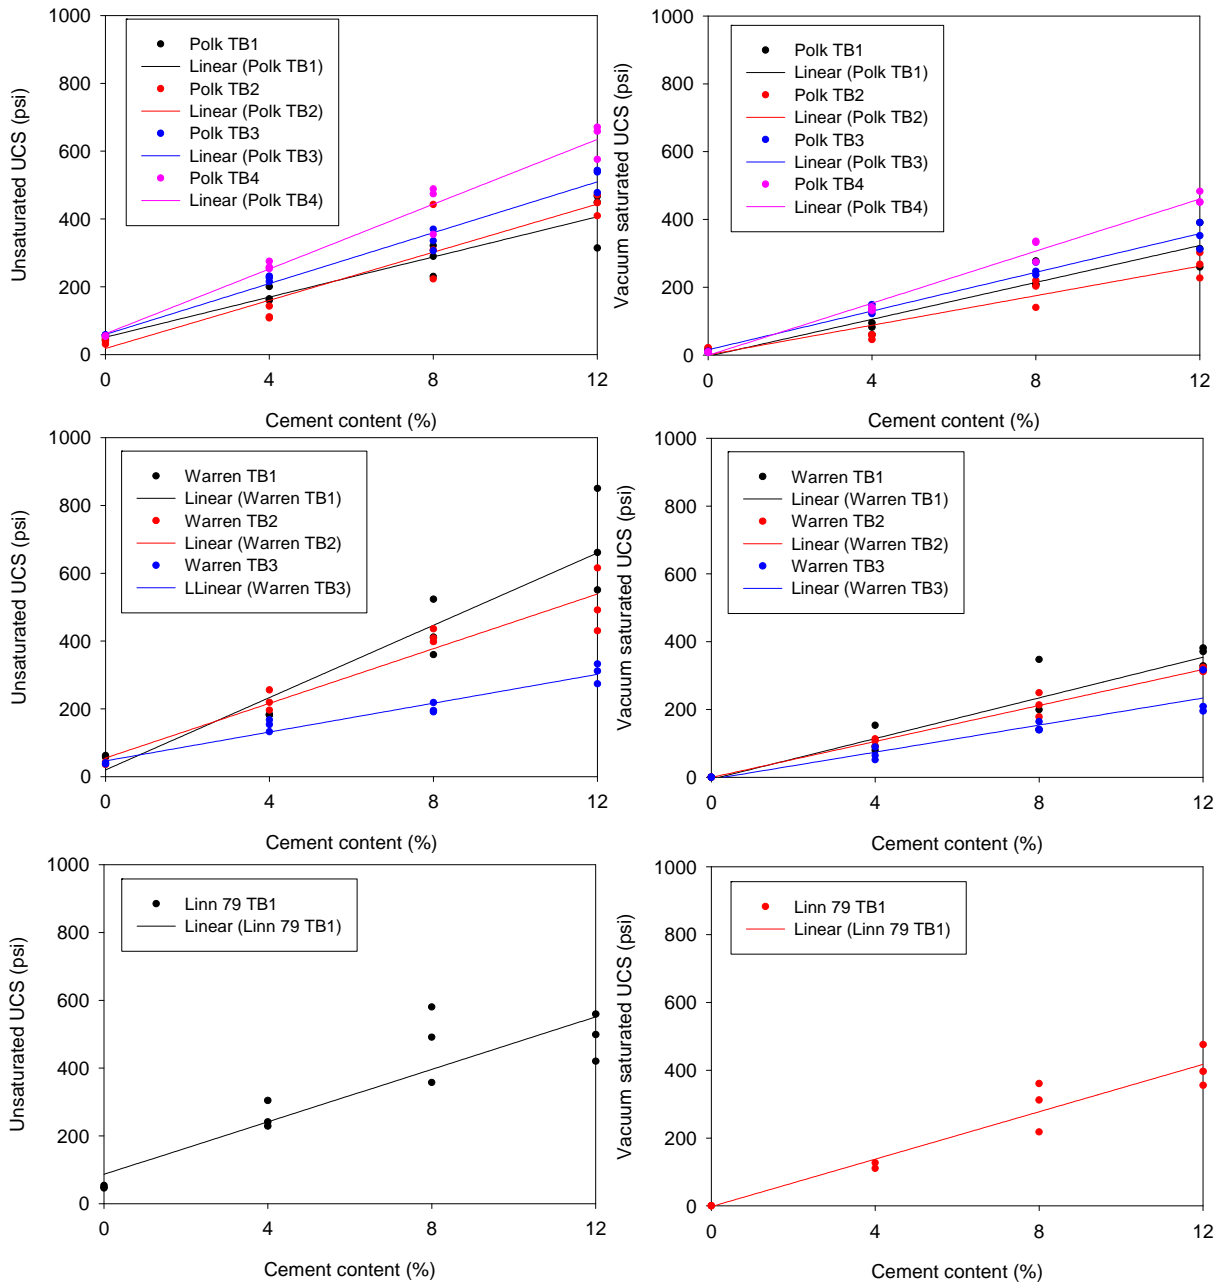 Unsaturated UCS (psi)
1000
800
600
400
200
0
Polk TB1
Linear (Polk TB1)
Polk TB2
Linear (Polk TB2)
Polk TB3
Linear (Polk TB3)
Polk TB4
Linear (Polk TB4)
0 4 8 12
Cement content (%)
Vacuum saturated UCS (psi)
1000
800
600
400
200
0
Polk TB1
Linear (Polk TB1)
Polk TB2
Linear (Polk TB2)
Polk TB3
Linear (Polk TB3)
Polk TB4
Linear (Polk TB4)
0 4 8 12
Cement content (%)
Unsaturated UCS (psi)
1000
800
600
400
200
0
Warren TB1
Linear (Warren TB1)
Warren TB2
Linear (Warren TB2)
Warren TB3
LLinear (Warren TB3)
0 4 8 12
Cement content (%)
Vacuum saturated UCS (psi)
1000
800
600
400
200
0
Warren TB1
Linear (Warren TB1)
Warren TB2
Linear (Warren TB2)
Warren TB3
Linear (Warren TB3)
0 4 8 12
Cement content (%)
Unsaturated UCS (psi)
1000
800
600
400
200
0
Linn 79 TB1
Linear (Linn 79 TB1)
0 4 8 12
Cement content (%)
Vacuum saturated UCS (psi)
1000
800
600
400
200
0
Linn 79 TB1
Linear (Linn 79 TB1)
0 4 8 12
Cement content (%)